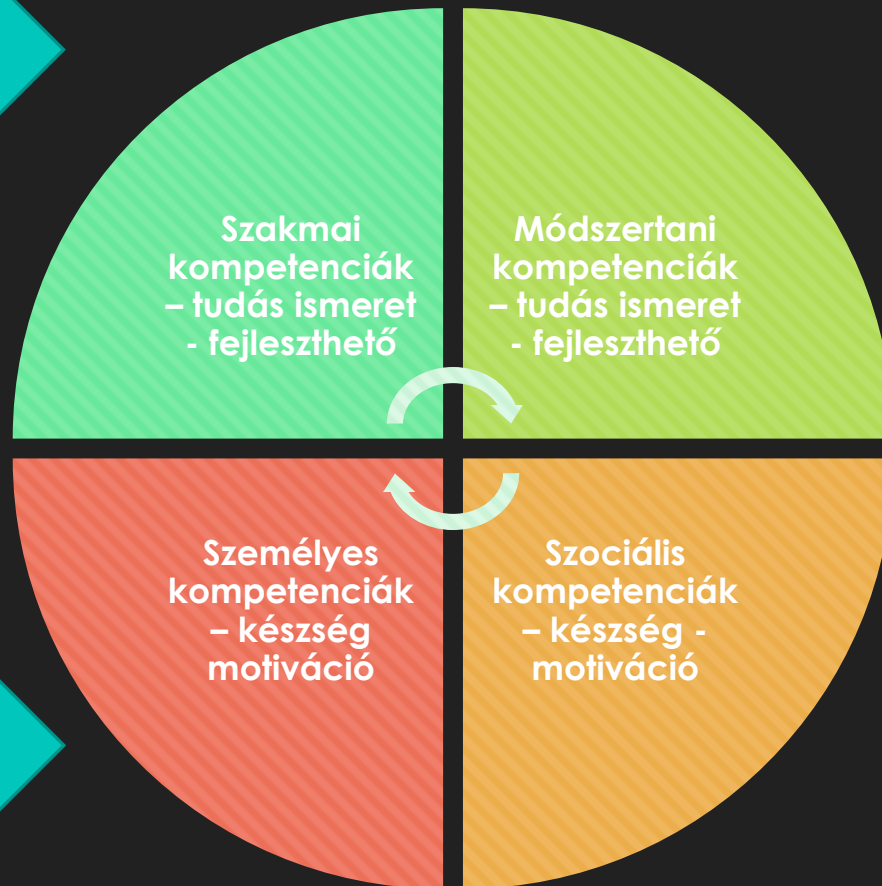 Szakmai
kompetenciák
– tudás ismeret
- fejleszthető
Módszertani
kompetenciák
– tudás ismeret
- fejleszthető
Személyes
kompetenciák
– készség
motiváció
Szociális
kompetenciák
– készség -
motiváció